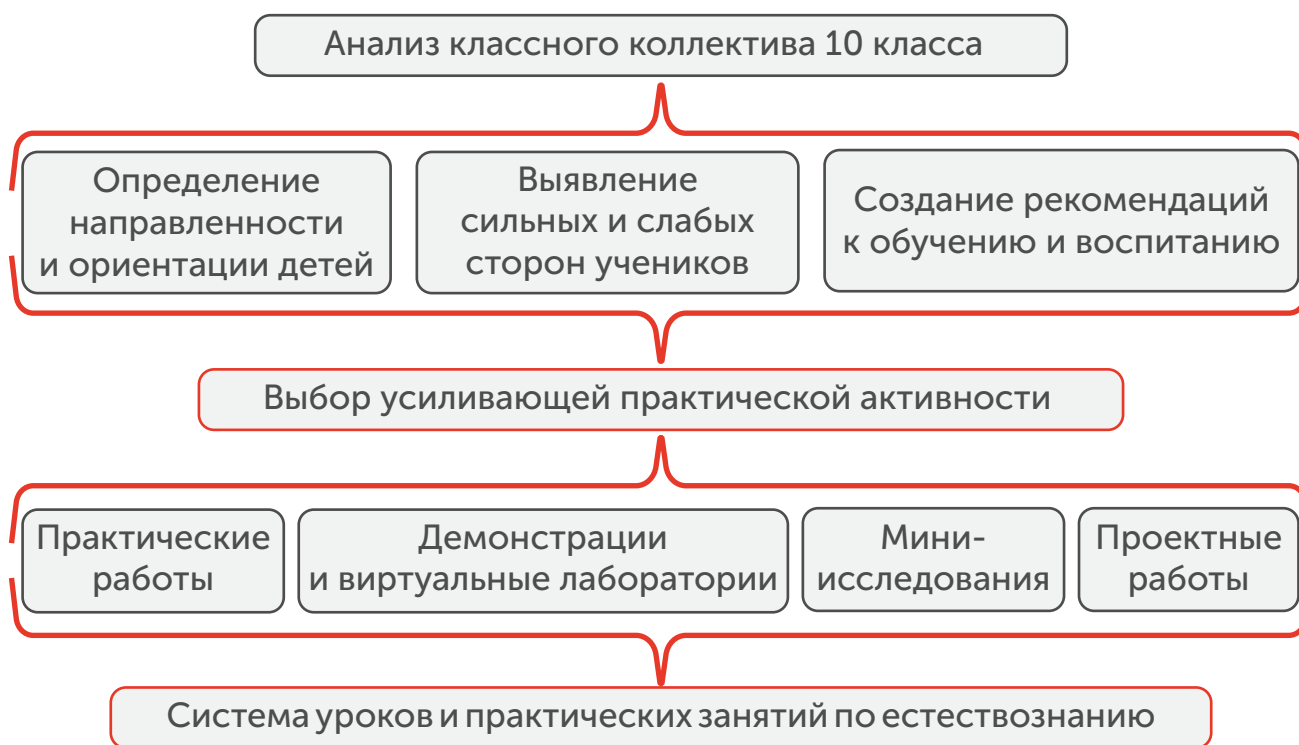 Анализ классного коллектива 10 класса
Определение
направленности
и ориентации детей
Выявление
сильных и слабых
сторон учеников
Создание рекомендаций
к обучению и воспитанию
Выбор усиливающей практической активности
Практические
работы
Демонстрации
и виртуальные лаборатории
Мини-
исследования
Проектные
работы
Система уроков и практических занятий по естествознанию